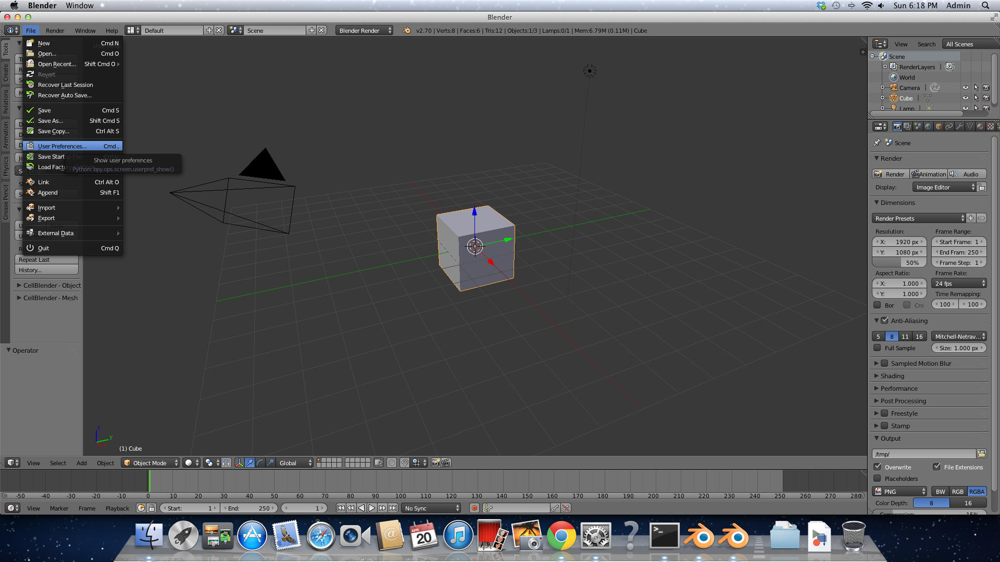 Blender Window Sun 6:18 PM Admin
Blender
File Render Window Help Default Scene Blender Render v2.70 | Verts:8 | Faces:6 | Tris:12 | Objects:1/3 | Lamps:0/1 | Mem:6.79M (0.11M) | Cube
New Cmd N
Open... Cmd O
Open Recent... Shift Cmd O
Revert
Recover Last Session
Recover Auto Save...
Save Cmd S
Save As... Shift Cmd S
Save Copy... Ctrl Alt S
User Preferences... Cmd ,
Save Start
Load Facto
Show user preferences
Python: bpy.ops.screen.userpref_show()
Link Ctrl Alt O
Append Shift F1
Import
Export
External Data
Quit Cmd Q
Tools
Create
Relations
Animation
Physics
Grease Pencil
Repeat Last
History...
CellBlender - Object
CellBlender - Mesh
Operator
z
y
x
(1) Cube
View Select Add Object Object Mode Global
View Search All Scenes
Scene
RenderLayers |
World
Camera |
Cube |
Lamp |
Scene
Render
Render Animation Audio
Display: Image Editor
Dimensions
Render Presets
Resolution: Frame Range:
X: 1920 px Start Frame: 1
Y: 1080 px End Fram: 250
50% Frame Step: 1
Aspect Ratio: Frame Rate:
X: 1.000 24 fps
Y: 1.000 Time Remapping:
Bor Cro 100 100
Anti-Aliasing
5 8 11 16 Mitchell-Netrav...
Full Sample Size: 1.000 px
Sampled Motion Blur
Shading
Performance
Post Processing
Freestyle
Stamp
Output
/tmp/
Overwrite File Extensions
Placeholders
PNG BW RGB RGBA
Color Depth: 8 16
-50 -40 -30 -20 -10 0 10 20 30 40 50 60 70 80 90 100 110 120 130 140 150 160 170 180 190 200 210 220 230 240 250 260 270 280
View Marker Frame Playback Start: 1 End: 250 1 No Sync
APR
20